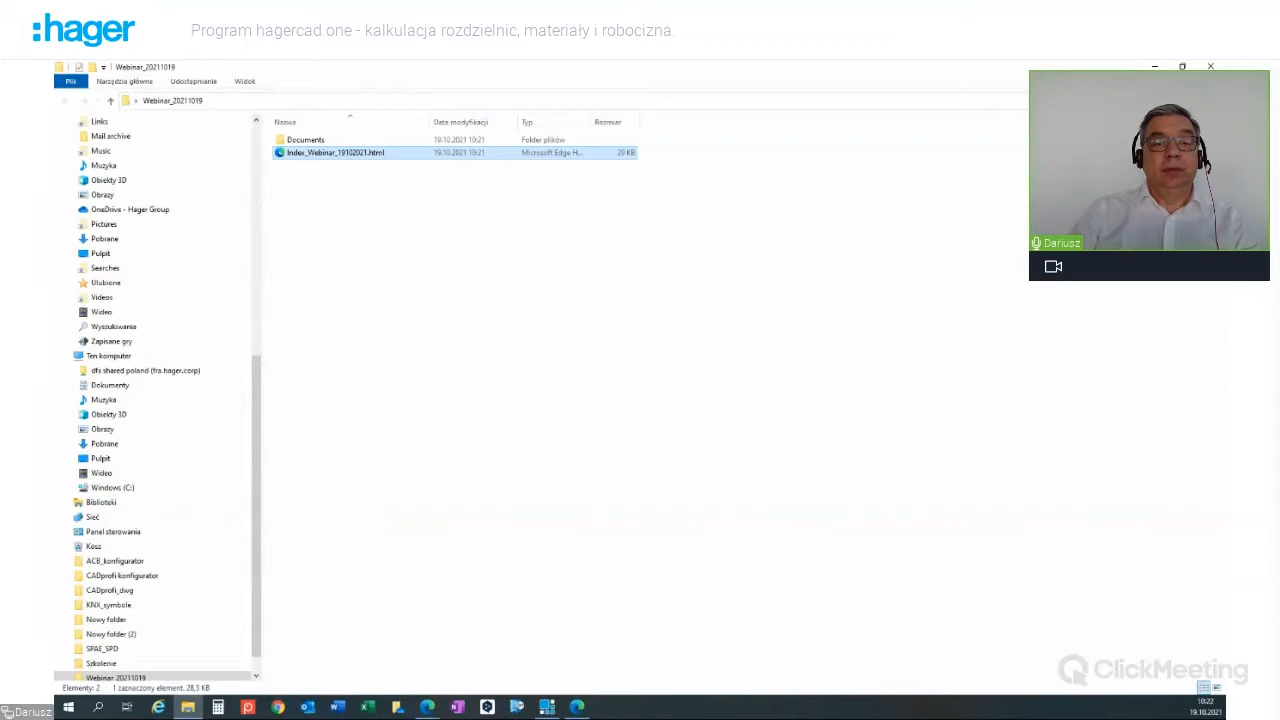 :hager
Program hagercad.one - kalkulacja rozdzielnic, materiały i robocizna.
Webinar_20211019
Plik
Narzędzia główne
Udostępnianie
Widok
Webinar_20211019
Nazwa
Data modyfikacji
Typ
Rozmiar
Documents
19.10.2021 10:21
Folder plików
Index_Webinar_19102021.html
19.10.2021 10:21
Microsoft Edge H...
29 KB
Links
Mail archive
Music
Muzyka
Obiekty 3D
Obrazy
OneDrive - Hager Group
Pictures
Pobrane
Pulpit
Searches
Ulubione
Videos
Wideo
Wyszukiwania
Zapisane gry
Ten komputer
dfs shared poland (fra.hager.corp)
Dokumenty
Muzyka
Obiekty 3D
Obrazy
Pobrane
Pulpit
Wideo
Windows (C:)
Biblioteki
Sieć
Panel sterowania
Kosz
ACB_konfigurator
CADprofi konfigurator
CADprofi_dwg
KNX_symbole
Nowy folder
Nowy folder (2)
SPAE_SPD
Szkolenie
Webinar_20211019
Elementy: 2
1 zaznaczony element. 28,3 KB
Dariusz
ClickMeeting
Dariusz
10:22
19.10.2021